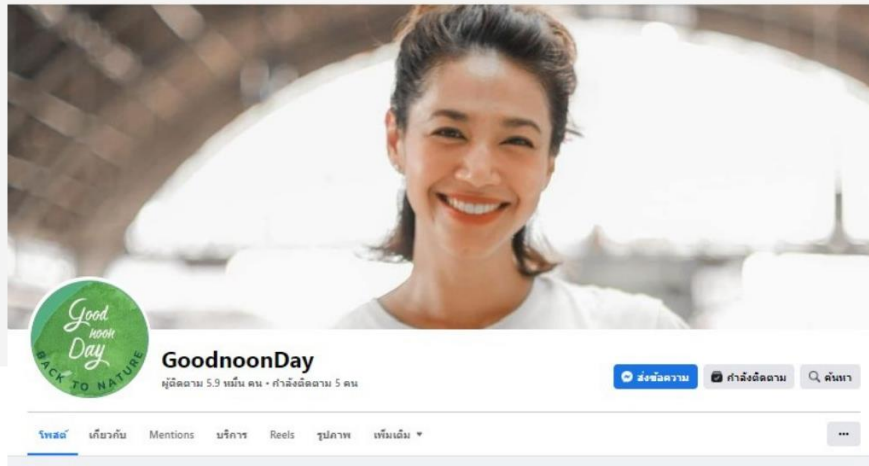 Good
noon
Day
BACK TO NATURE
GoodnoonDay
ผู้ติดตาม 5.9 หมื่น คน • กำลังติดตาม 5 คน
ส่งข้อความ
กำลังติดตาม
ค้นหา
โพสต์ เกี่ยวกับ Mentions บริการ Reels รูปภาพ เพิ่มเติม